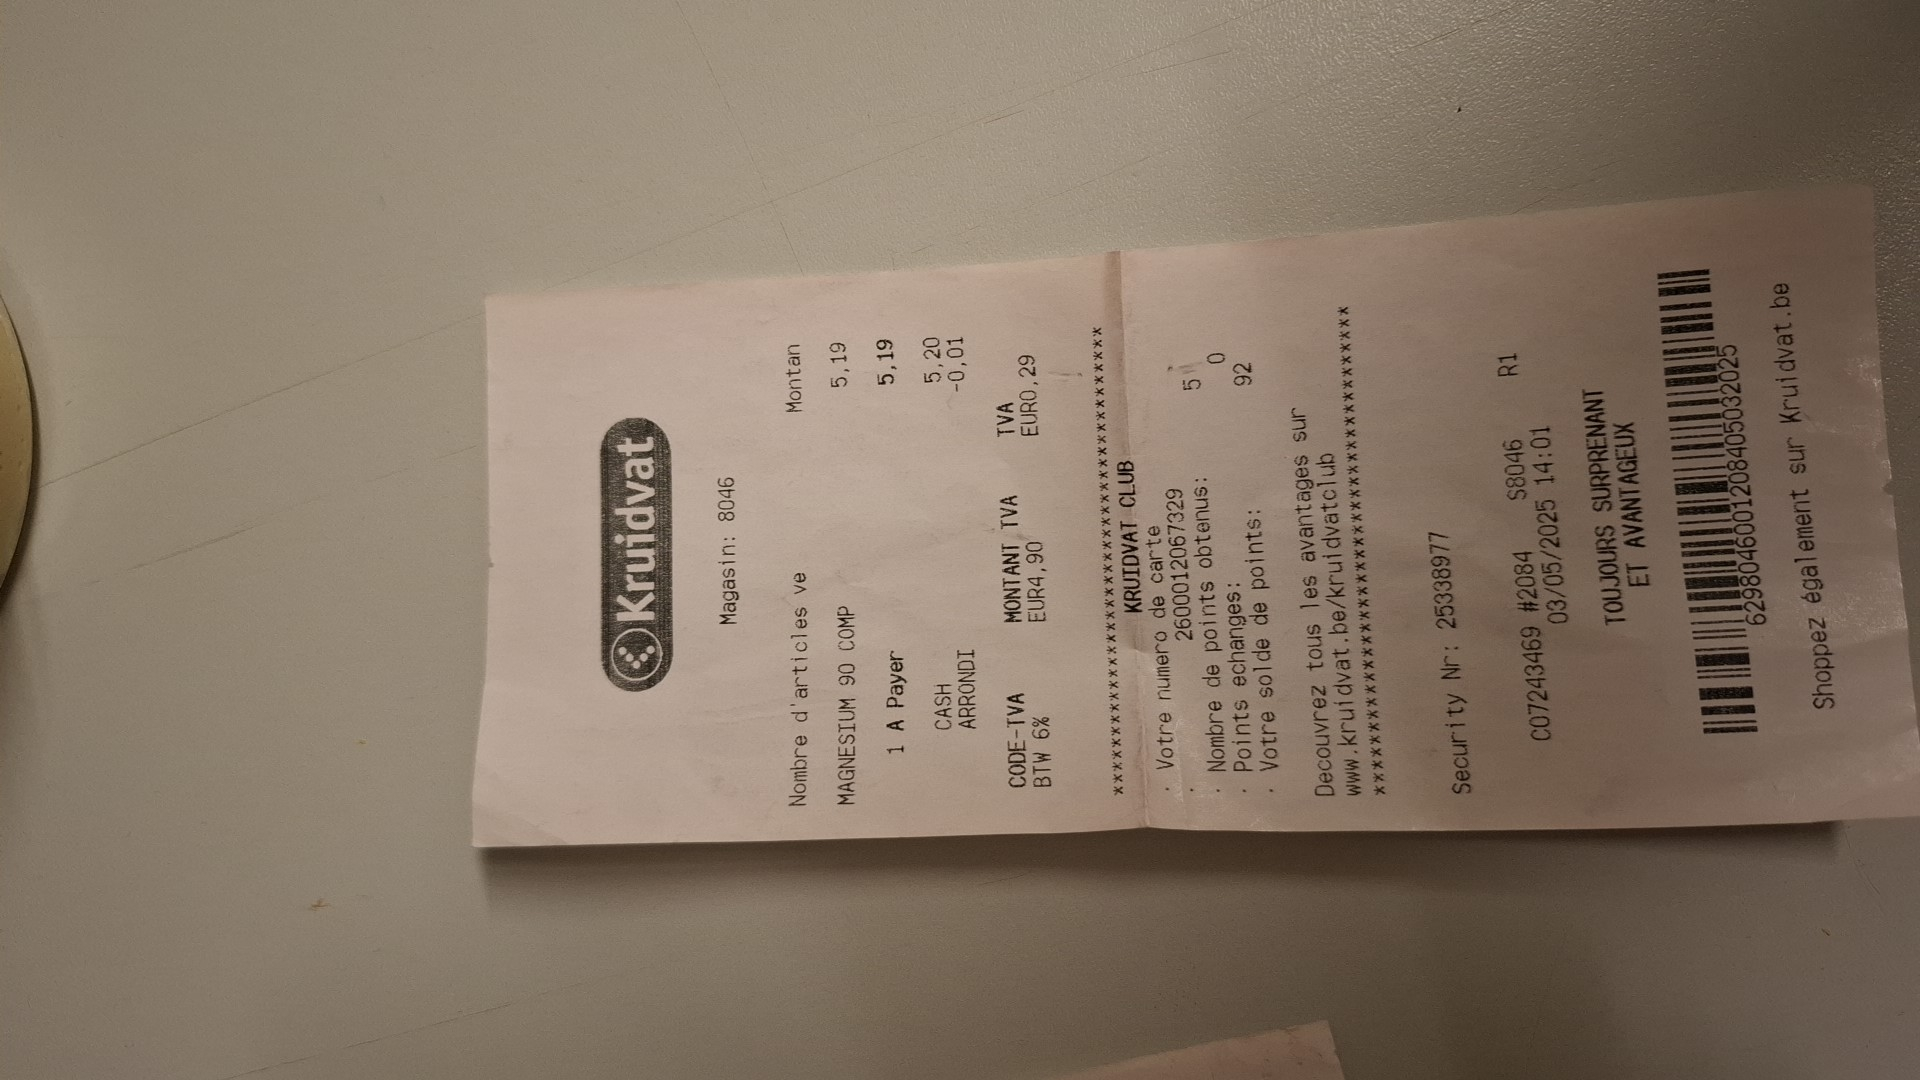 Kruidvat
Magasin: 8046
Nombre d'articles ve Montan
MAGNESIUM 90 COMP 5,19
1 A Payer 5,19
CASH 5,20
ARRONDI -0,01
CODE-TVA MONTANT TVA TVA
BTW 6% EUR4,90 EURO,29
************************************
KRUIDVAT CLUB
. Votre numero de carte
. 2600012067329
. Nombre de points obtenus: 5
. Points echanges: 0
. Votre solde de points: 92
Decouvrez tous les avantages sur
www.kruidvat.be/kruidvatclub
************************************
Security Nr: 25338977
C07243469 #2084 S8046 R1
03/05/2025 14:01
TOUJOURS SURPRENANT
ET AVANTAGEUX
6298046001208405032025
Shoppez également sur Kruidvat.be